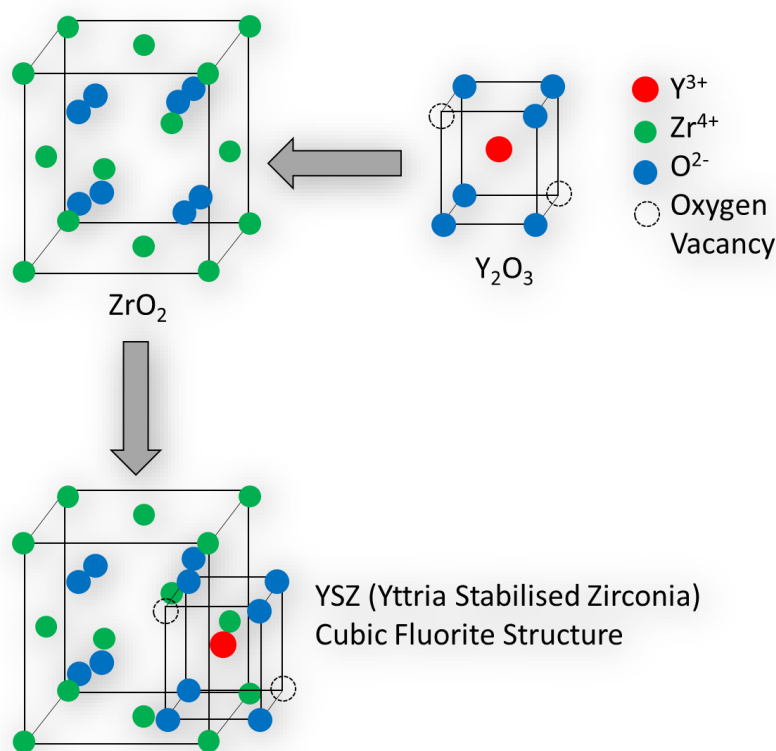 Y³⁺
Zr⁴⁺
O²⁻
Oxygen
Vacancy
Y₂O₃
ZrO₂
YSZ (Yttria Stabilised Zirconia)
Cubic Fluorite Structure